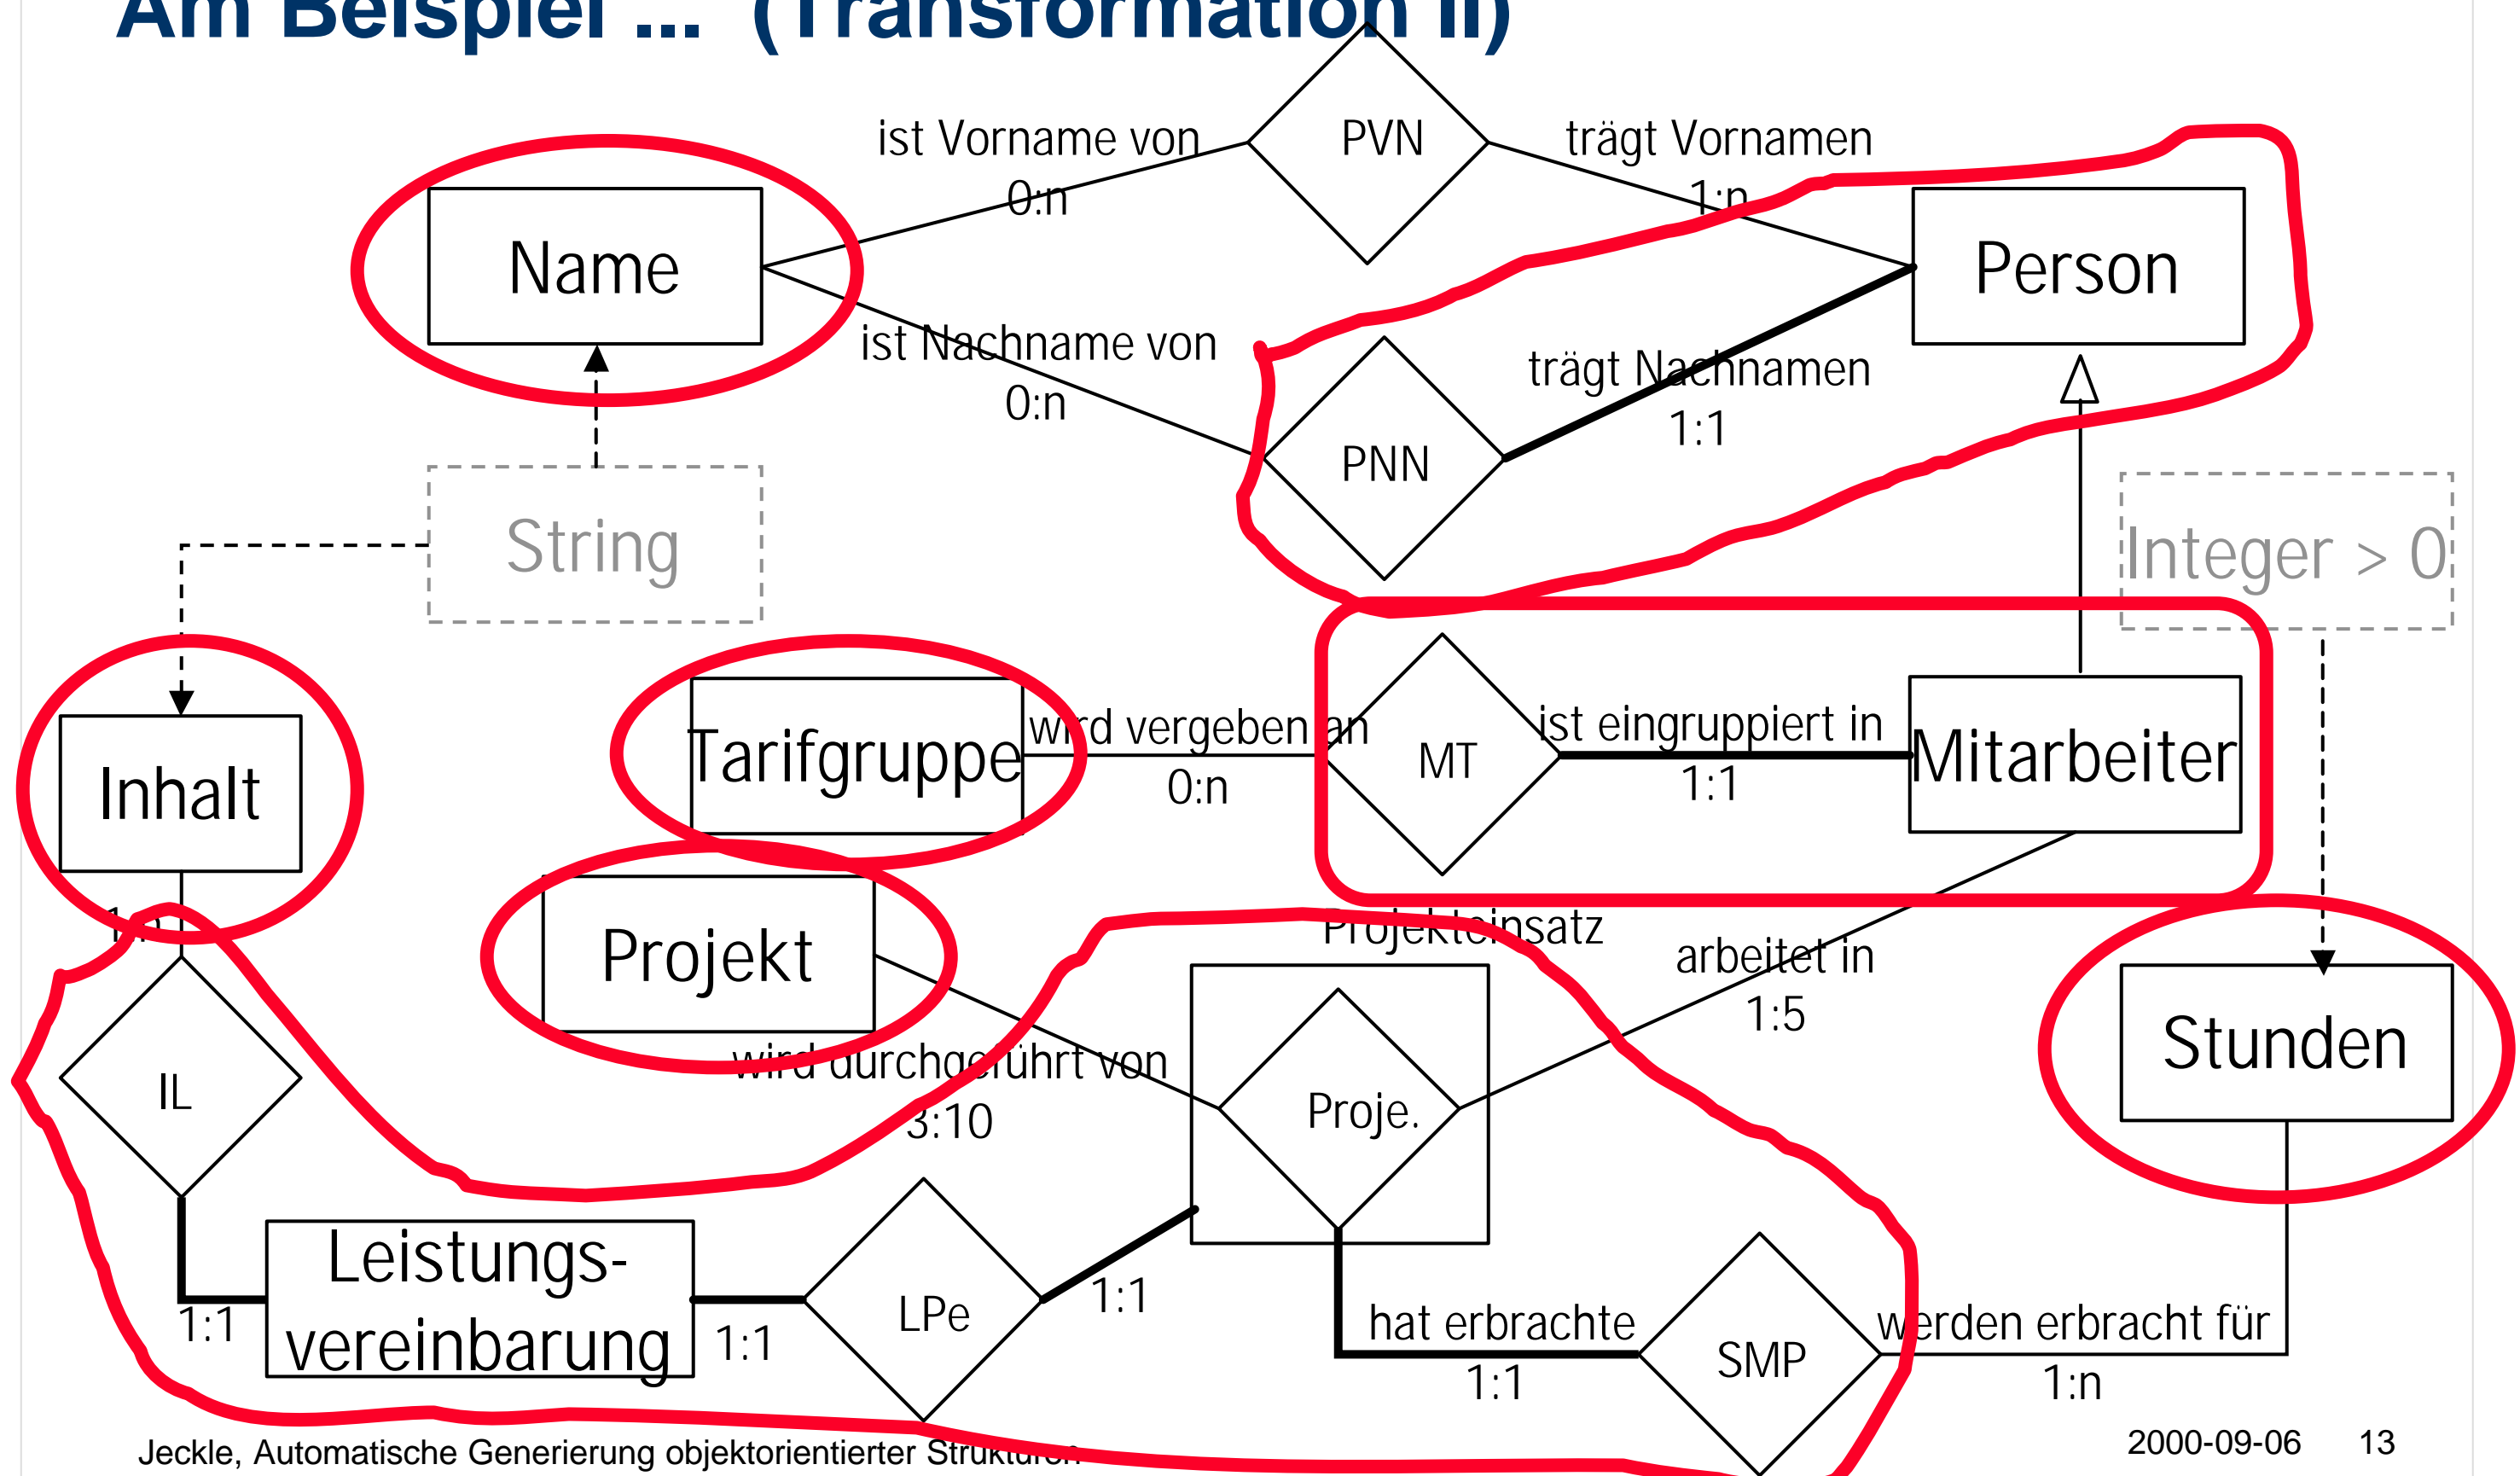 Am Beispiel ... (Transformation II)
ist Vorname von
0:n
PVN
trägt Vornamen
1:n
Name
Person
ist Nachname von
0:n
PNN
trägt Nachnamen
1:1
String
Integer > 0
Inhalt
1:n
Tarifgruppe
wird vergeben an
0:n
MT
ist eingruppiert in
1:1
Mitarbeiter
Projekt
Projekteinsatz
arbeitet in
1:5
wird durchgeführt von
3:10
Proje.
Stunden
IL
1:1
Leistungs-
vereinbarung
1:1
LPe
1:1
hat erbrachte
1:1
SMP
werden erbracht für
1:n
Jeckle, Automatische Generierung objektorientierter Strukturen
2000-09-06 13